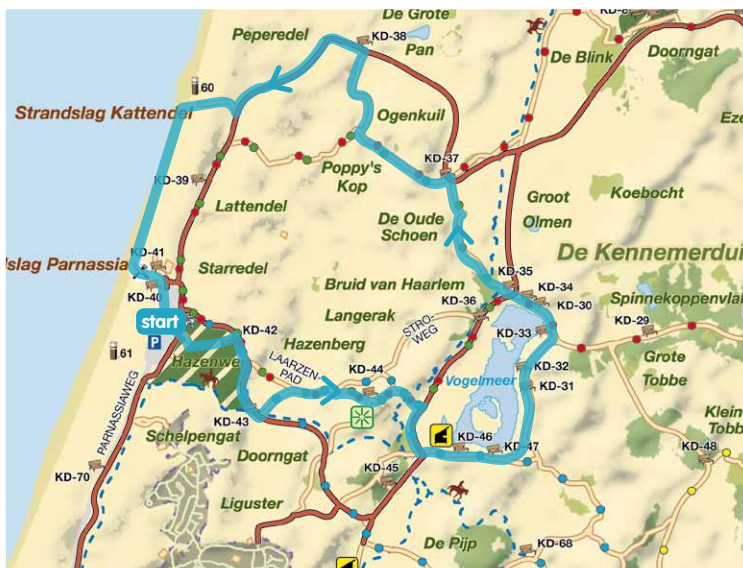 De Grote
Pan
Peperedel
KD-38
De Blink
Doorngat
60
Strandslag Kattendel
Ogenkuil
KD-37
Poppy's
Kop
KD-39
Lattendel
De Oude
Schoen
Groot
Olmen
Koebocht
De Kennemerdui
KD-41
dslag Parnassia
Starredel
KD-40
Bruid van Haarlem
KD-35
KD-34
KD-30
Spinnekoppenvlak
start
KD-42
Langerak
KD-36
KD-33
KD-29
Hazenberg
STRO-
WEG
P
61
LAARZEN-
PAD
KD-44
KD-32
KD-31
Grote
Tobbe
Vogelmeer
PARNASSIAWEG
KD-43
Schelpengat
Doorngat
KD-46
KD-47
Klein
Tobb
KD-48
KD-70
KD-45
Liguster
De Pijp
KD-68